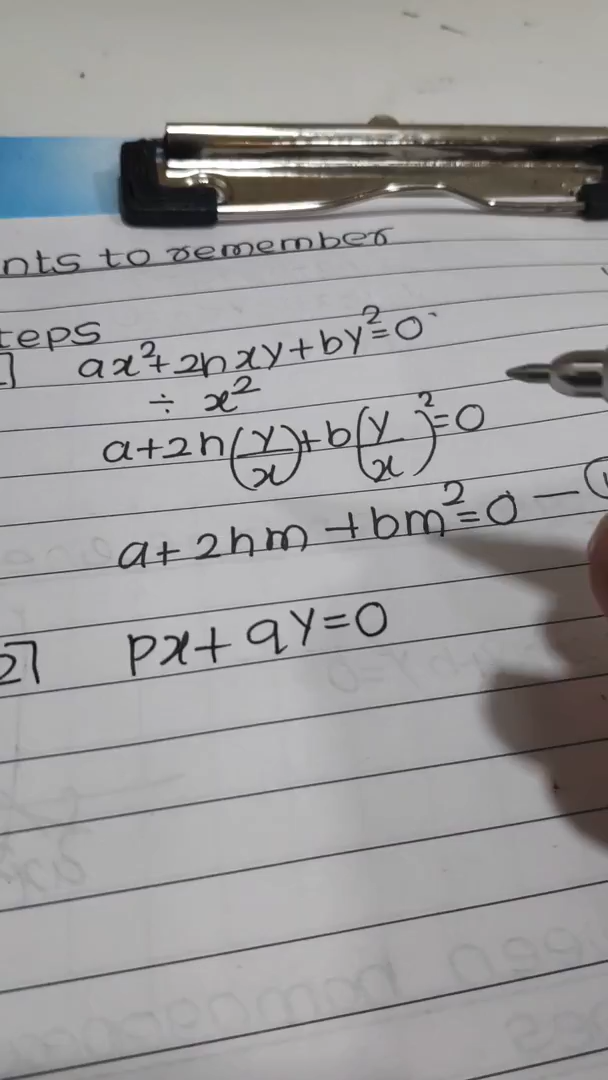 nts to remember
teps
1] ax²+2hxy+by²=0
÷ x²
a+2h(y/x)+b(y/x)²=0
a+2hm+bm²=0 —
2] px+qy=0